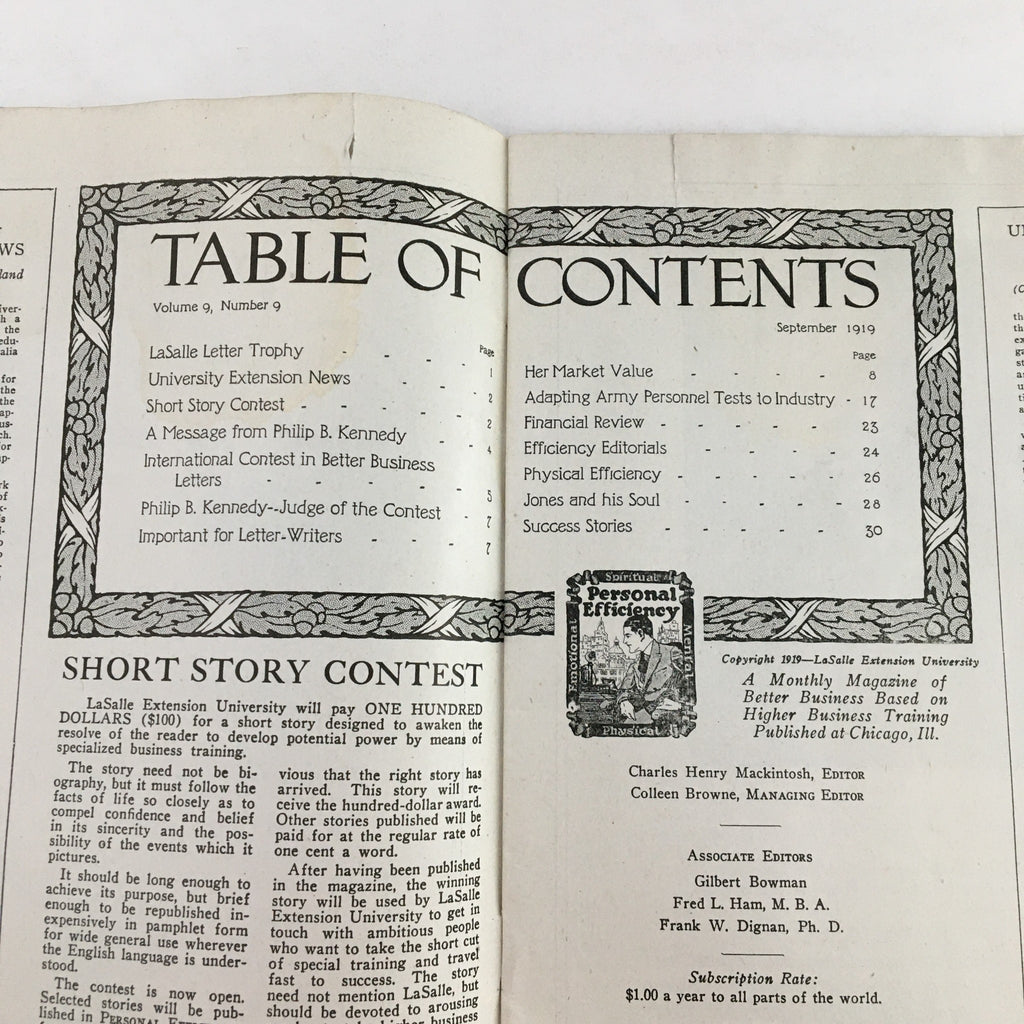 TABLE OF CONTENTS
Volume 9, Number 9
September 1919
Page
LaSalle Letter Trophy - - - 1
University Extension News - - 2
Short Story Contest - - - - - 2
A Message from Philip B. Kennedy - 4
International Contest in Better Business
Letters - - - - - 5
Philip B. Kennedy--Judge of the Contest - 7
Important for Letter-Writers - - - 7
Page
Her Market Value - - - - 8
Adapting Army Personnel Tests to Industry - 17
Financial Review - - - - - 23
Efficiency Editorials - - - - 24
Physical Efficiency - - - - - 26
Jones and his Soul - - - - 28
Success Stories - - - - - 30
SHORT STORY CONTEST
LaSalle Extension University will pay ONE HUNDRED
DOLLARS ($100) for a short story designed to awaken the
resolve of the reader to develop potential power by means of
specialized business training.
The story need not be bi-
ography, but it must follow the
facts of life so closely as to
compel confidence and belief
in its sincerity and the pos-
sibility of the events which it
pictures.
It should be long enough to
achieve its purpose, but brief
enough to be republished in-
expensively in pamphlet form
for wide general use wherever
the English language is under-
stood.
The contest is now open.
Selected stories will be pub-
lished in PERSONAL
vious that the right story has
arrived. This story will re-
ceive the hundred-dollar award.
Other stories published will be
paid for at the regular rate of
one cent a word.
After having been published
in the magazine, the winning
story will be used by LaSalle
Extension University to get in
touch with ambitious people
who want to take the short cut
of special training and travel
fast to success. The story
need not mention LaSalle, but
should be devoted to arousing
business
Spiritual
Personal
Efficiency
Emotional
Mental
Physical
Copyright 1919—LaSalle Extension University
A Monthly Magazine of
Better Business Based on
Higher Business Training
Published at Chicago, Ill.
Charles Henry Mackintosh, EDITOR
Colleen Browne, MANAGING EDITOR
ASSOCIATE EDITORS
Gilbert Bowman
Fred L. Ham, M. B. A.
Frank W. Dignan, Ph. D.
Subscription Rate:
$1.00 a year to all parts of the world.